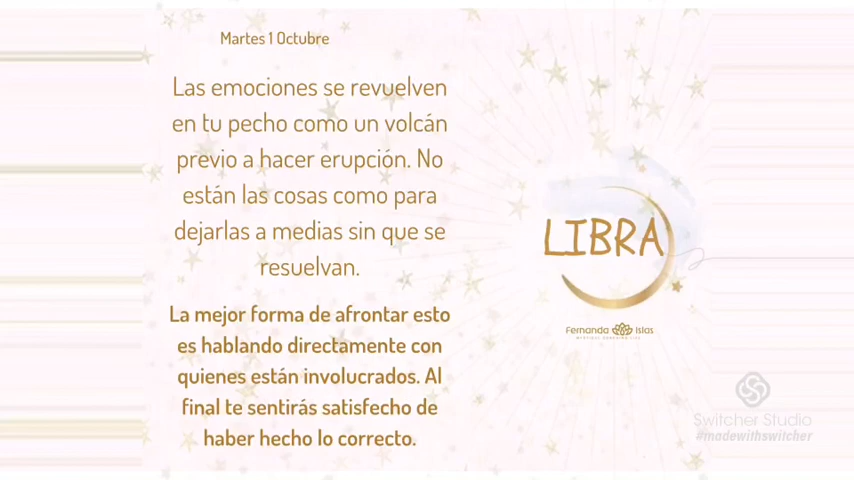 Martes 1 Octubre
Las emociones se revuelven
en tu pecho como un volcán
previo a hacer erupción. No
están las cosas como para
dejarlas a medias sin que se
resuelvan.
La mejor forma de afrontar esto
es hablando directamente con
quienes están involucrados. Al
final te sentirás satisfecho de
haber hecho lo correcto.
LIBRA
Fernanda Islas
Switcher Studio
#madewithswitcher